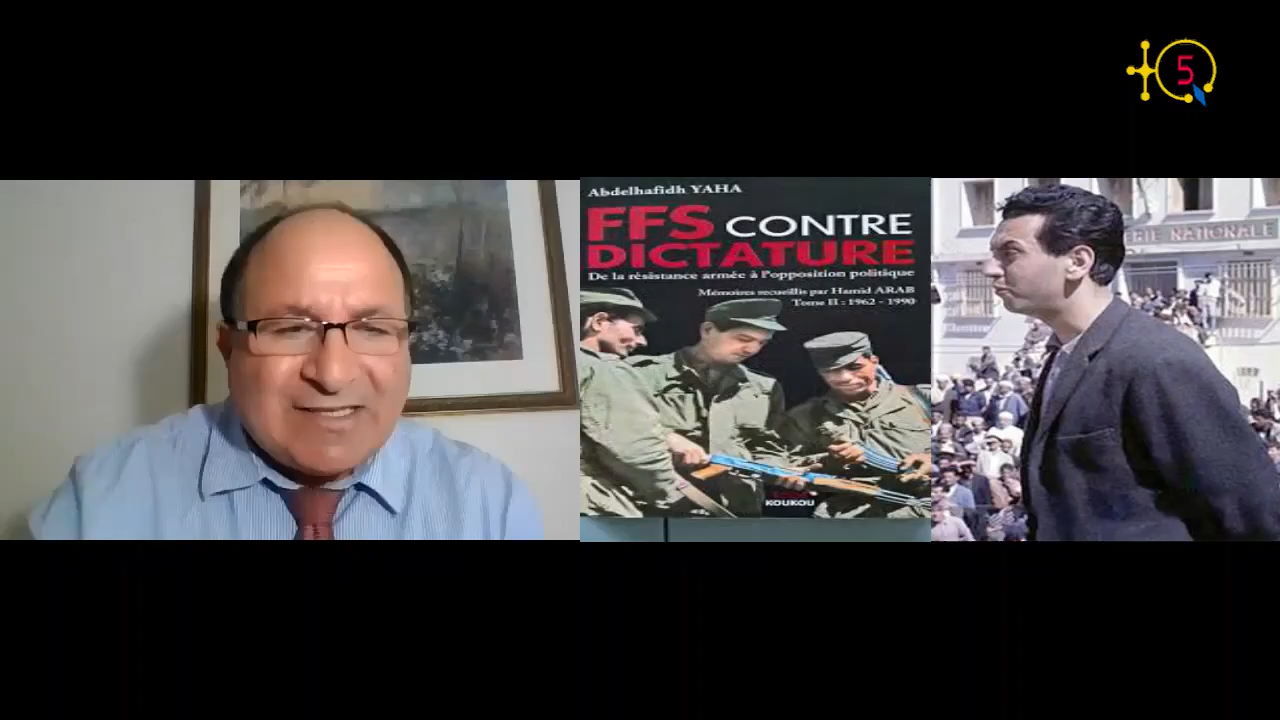 5
Abdelhafidh YAHA
FFS CONTRE
DICTATURE
De la résistance armée à l'opposition politique
Mémoires recueillis par Hamid ARAB
Tome II : 1962 - 1990
KOUKOU
RIE NATIONALE